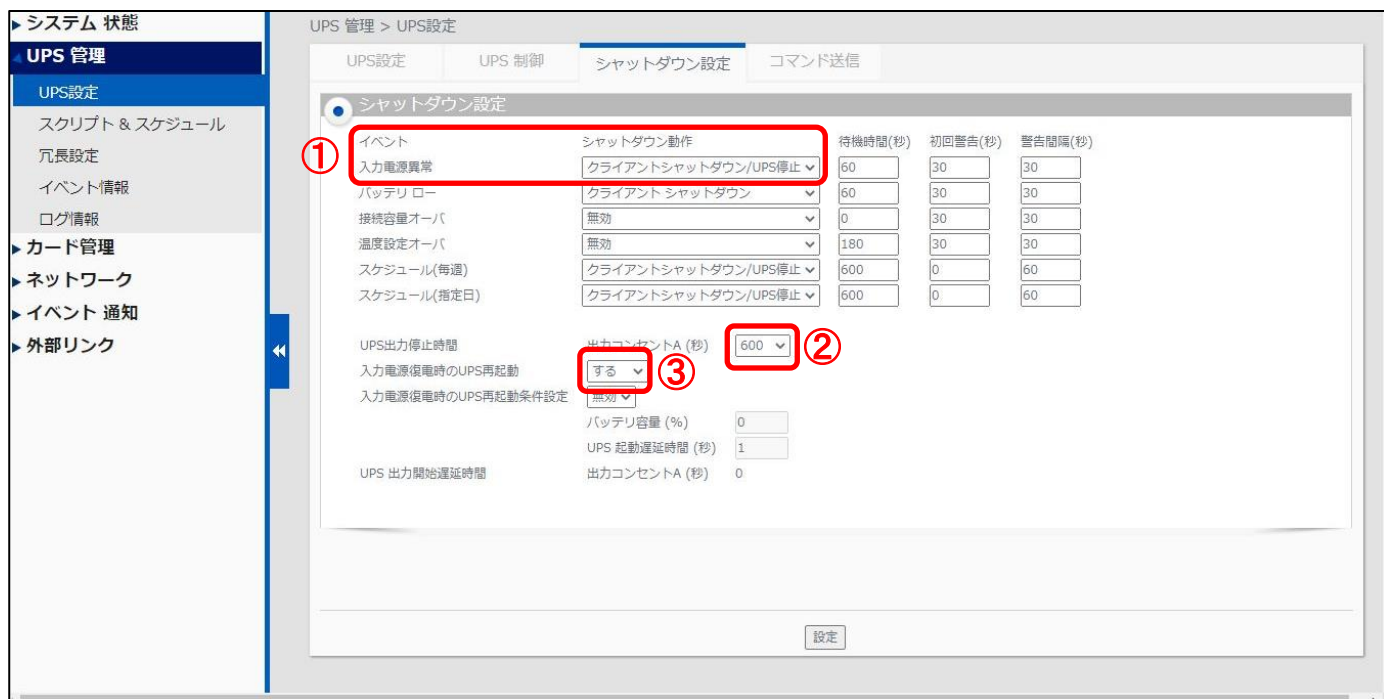 システム 状態
UPS 管理
UPS設定
スクリプト & スケジュール
冗長設定
イベント情報
ログ情報
カード管理
ネットワーク
イベント 通知
外部リンク
UPS 管理 > UPS設定
UPS設定 UPS 制御 シャットダウン設定 コマンド送信
シャットダウン設定
①
イベント シャットダウン動作 待機時間(秒) 初回警告(秒) 警告間隔(秒)
入力電源異常 クライアントシャットダウン/UPS停止 60 30 30
バッテリ ロー クライアント シャットダウン 60 30 30
接続容量オーバ 無効 0 30 30
温度設定オーバ 無効 180 30 30
スケジュール(毎週) クライアントシャットダウン/UPS停止 600 0 60
スケジュール(指定日) クライアントシャットダウン/UPS停止 600 0 60
UPS出力停止時間 出力コンセントA (秒) 600 ②
入力電源復電時のUPS再起動 する ③
入力電源復電時のUPS再起動条件設定 無効
バッテリ容量 (%) 0
UPS 起動遅延時間 (秒) 1
UPS 出力開始遅延時間 出力コンセントA (秒) 0
設定